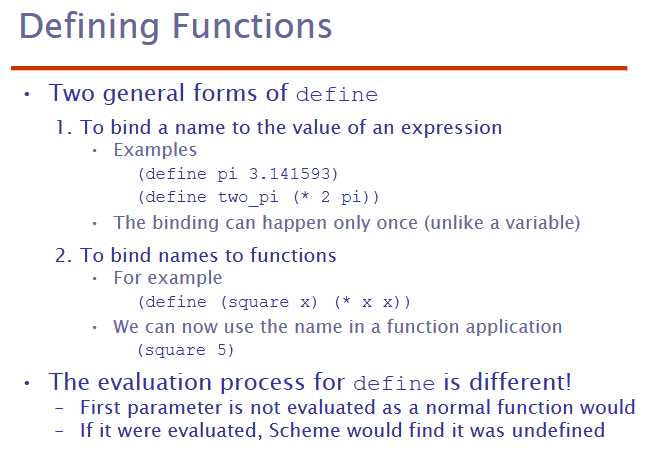 Defining Functions
• Two general forms of define
1. To bind a name to the value of an expression
• Examples
(define pi 3.141593)
(define two_pi (* 2 pi))
• The binding can happen only once (unlike a variable)
2. To bind names to functions
• For example
(define (square x) (* x x))
• We can now use the name in a function application
(square 5)
• The evaluation process for define is different!
– First parameter is not evaluated as a normal function would
– If it were evaluated, Scheme would find it was undefined